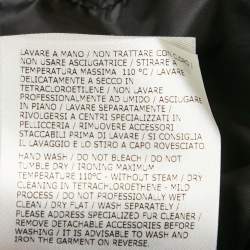 LAVARE A MANO / NON TRATTARE CON
NON USARE ASCIUGATRICE / STIRARE A
TEMPERATURA MASSIMA 110 °C / LAVARE
DELICATAMENTE A SECCO IN
TETRACLOROETILENE / NON LAVARE
PROFESSIONALMENTE AD UMIDO / ASCIUGARE
IN PIANO / LAVARE SEPARATAMENTE /
RIVOLGERSI A CENTRI SPECIALIZZATI IN
PELLICCERIA / RIMUOVERE ACCESSORI
STACCABILI PRIMA DI LAVARE / SI CONSIGLIA
IL LAVAGGIO E LO STIRO A CAPO ROVESCIATO.
HAND WASH / DO NOT BLEACH / DO NOT
TUMBLE DRY / IRONING MAXIMUM
TEMPERATURE 110°C - WITHOUT STEAM / DRY
CLEANING IN TETRACHLOROETHENE - MILD
PROCESS / DO NOT PROFESSIONALLY WET
CLEAN / DRY FLAT / WASH SEPARATELY /
PLEASE ADDRESS SPECIALIZED FUR CLEANER /
REMOVE DETACHABLE ACCESSORIES BEFORE
WASHING / IT IS ADVISABLE TO WASH AND
IRON THE GARMENT ON REVERSE.